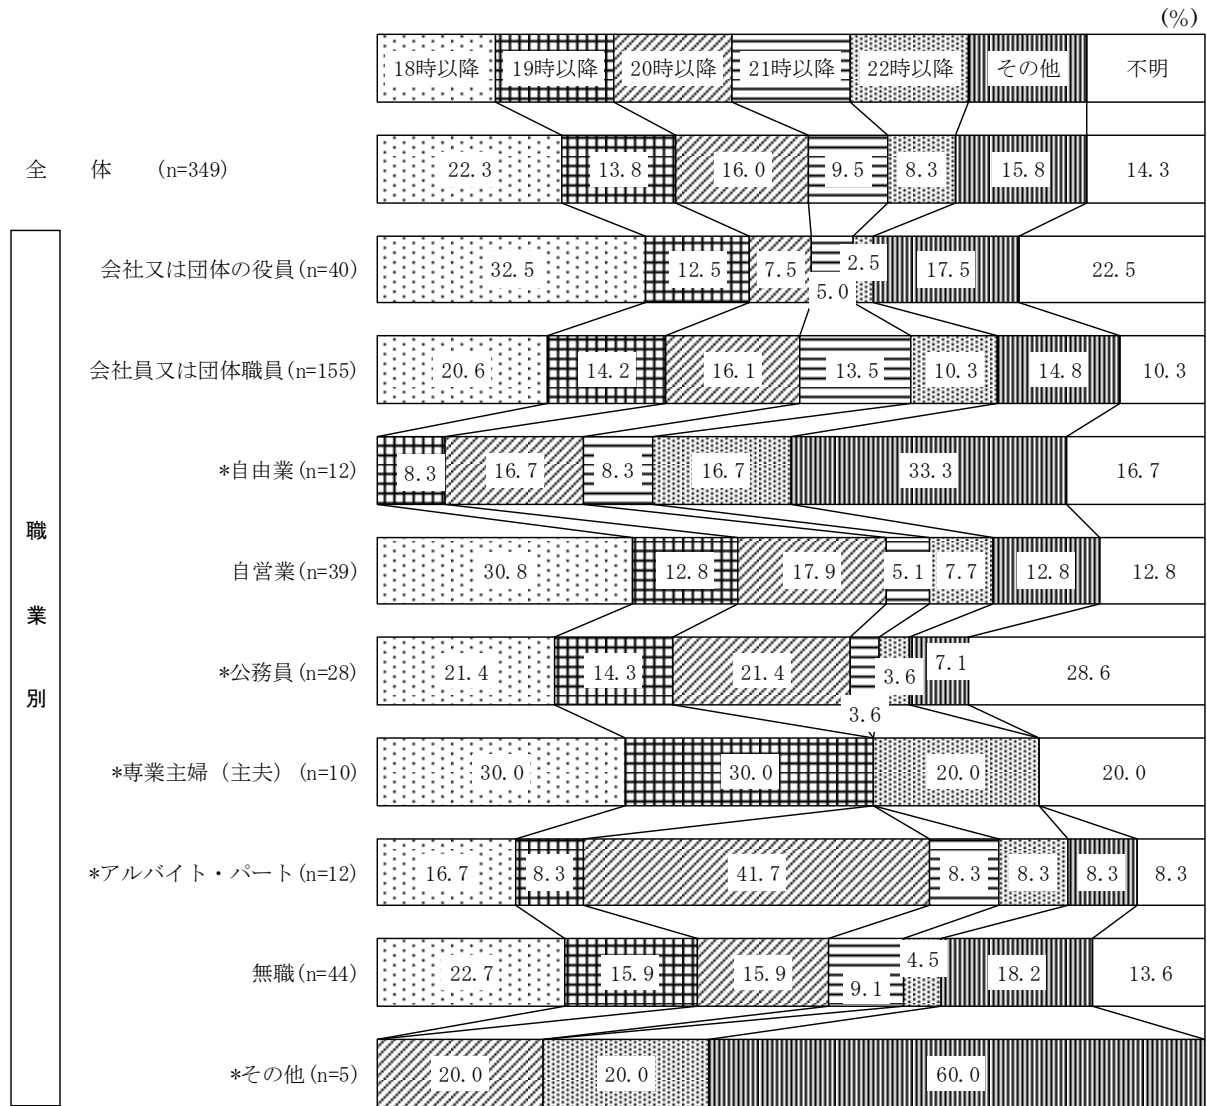 (%)
18時以降 19時以降 20時以降 21時以降 22時以降 その他 不明
全 体 (n=349) 22.3 13.8 16.0 9.5 8.3 15.8 14.3
会社又は団体の役員(n=40) 32.5 12.5 7.5 5.0 2.5 17.5 22.5
会社員又は団体職員(n=155) 20.6 14.2 16.1 13.5 10.3 14.8 10.3
*自由業(n=12) 8.3 16.7 8.3 16.7 33.3 16.7
自営業(n=39) 30.8 12.8 17.9 5.1 7.7 12.8 12.8
*公務員(n=28) 21.4 14.3 21.4 3.6 3.6 7.1 28.6
*専業主婦（主夫）(n=10) 30.0 30.0 20.0 20.0
*アルバイト・パート(n=12) 16.7 8.3 41.7 8.3 8.3 8.3 8.3
無職(n=44) 22.7 15.9 15.9 9.1 4.5 18.2 13.6
*その他(n=5) 20.0 20.0 60.0
職業別